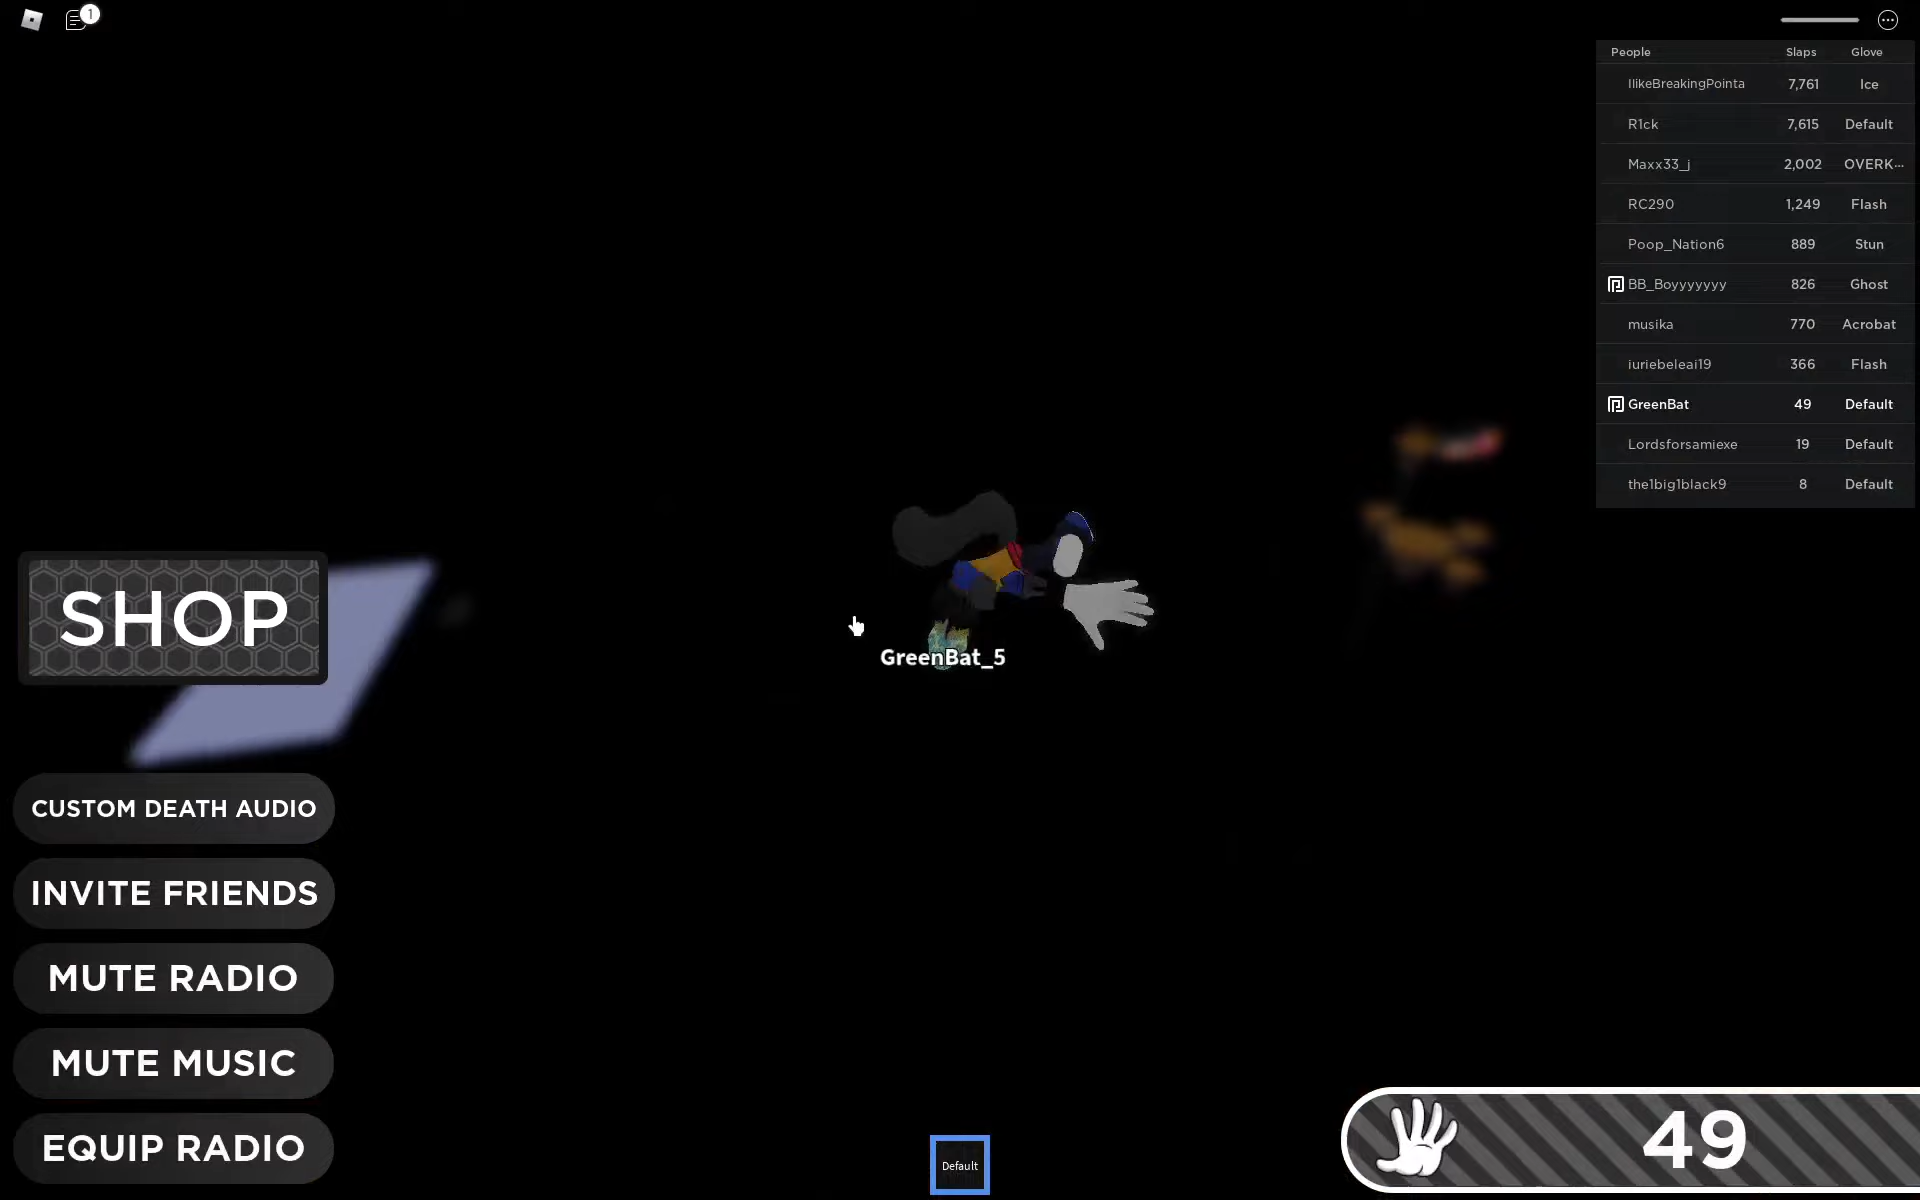 1
People Slaps Glove
IlikeBreakingPointa 7,761 Ice
R1ck 7,615 Default
Maxx33_j 2,002 OVERK...
RC290 1,249 Flash
Poop_Nation6 889 Stun
BB_Boyyyyyyy 826 Ghost
musika 770 Acrobat
iuriebeleai19 366 Flash
GreenBat 49 Default
Lordsforsamiexe 19 Default
the1big1black9 8 Default
SHOP
GreenBat_5
CUSTOM DEATH AUDIO
INVITE FRIENDS
MUTE RADIO
MUTE MUSIC
EQUIP RADIO
Default
49